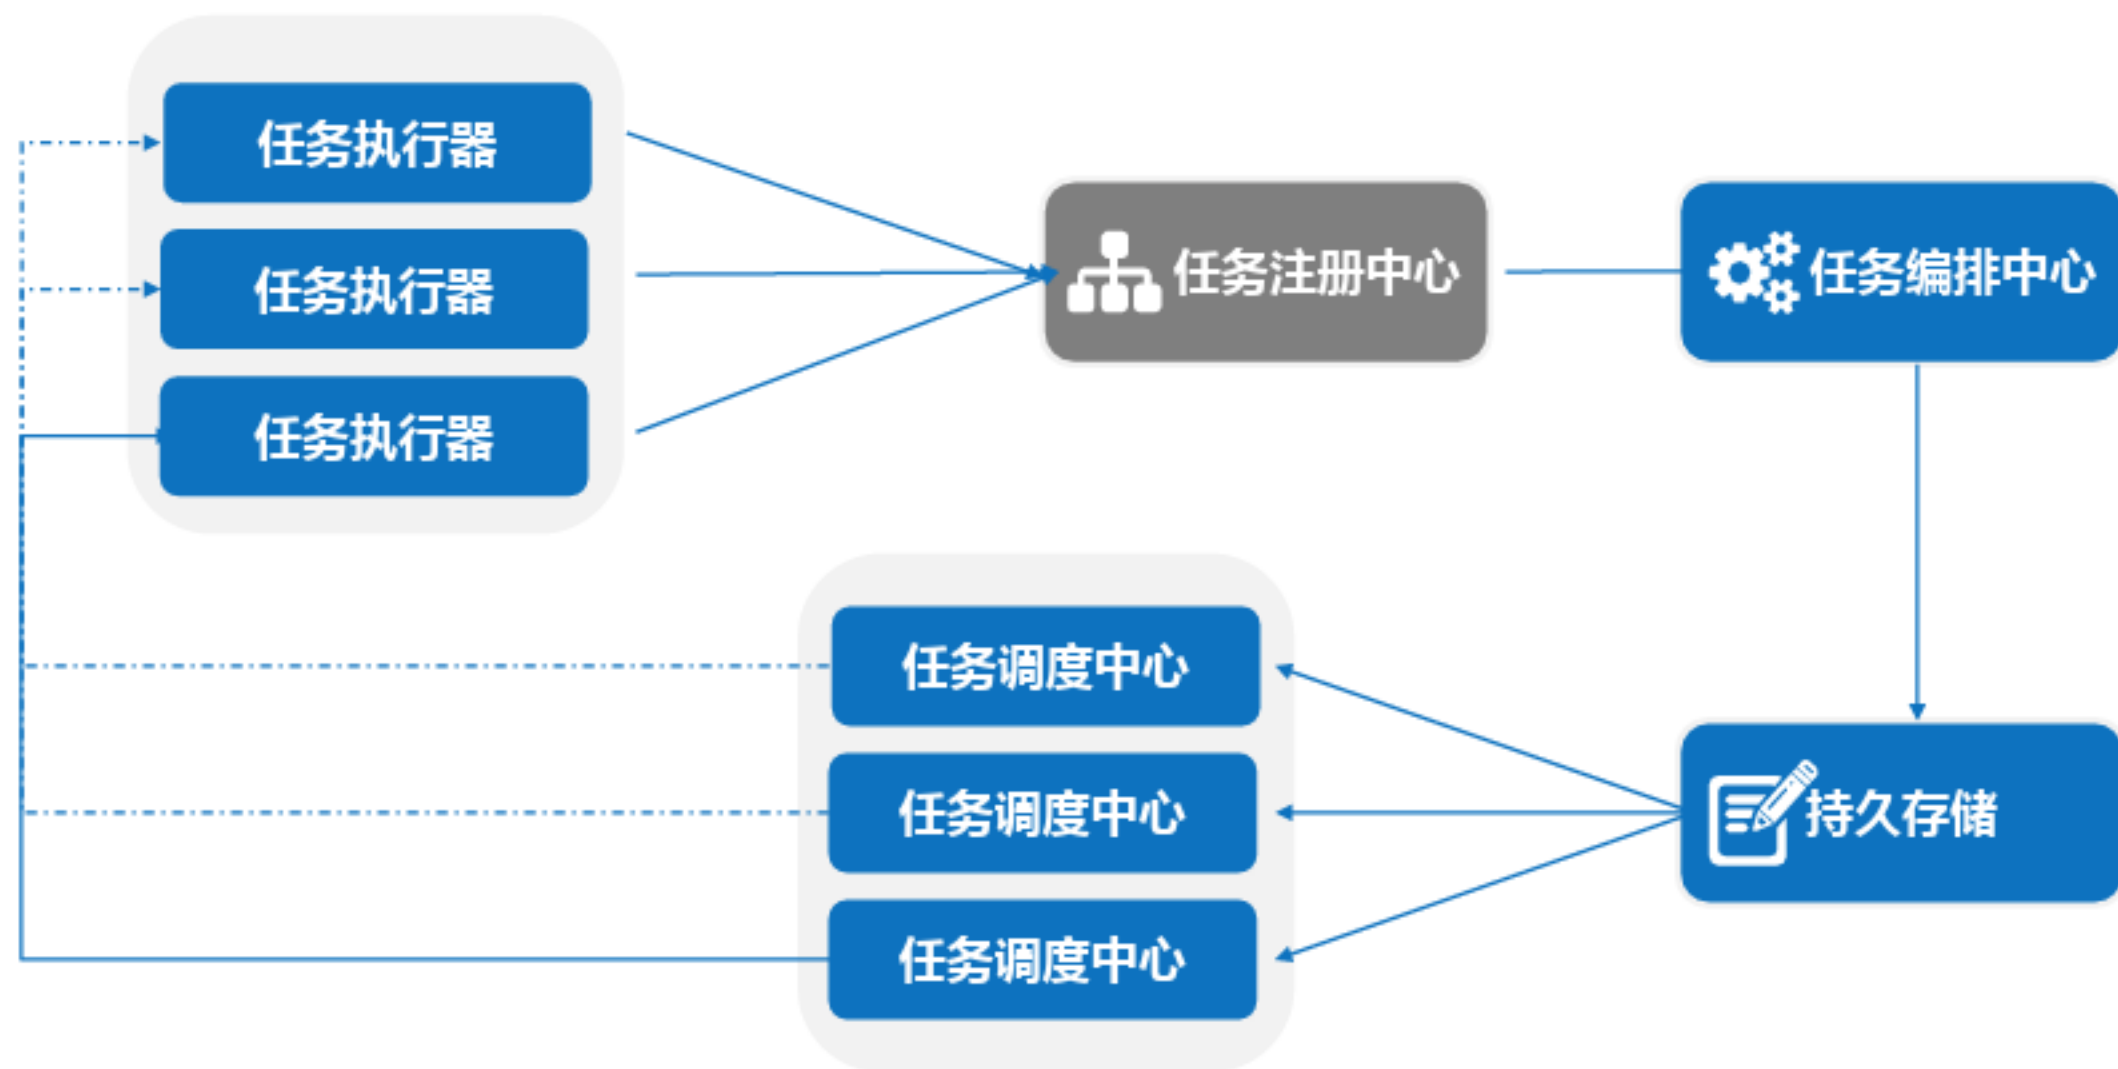 任务执行器
任务执行器
任务执行器
任务注册中心
任务编排中心
任务调度中心
任务调度中心
任务调度中心
持久存储